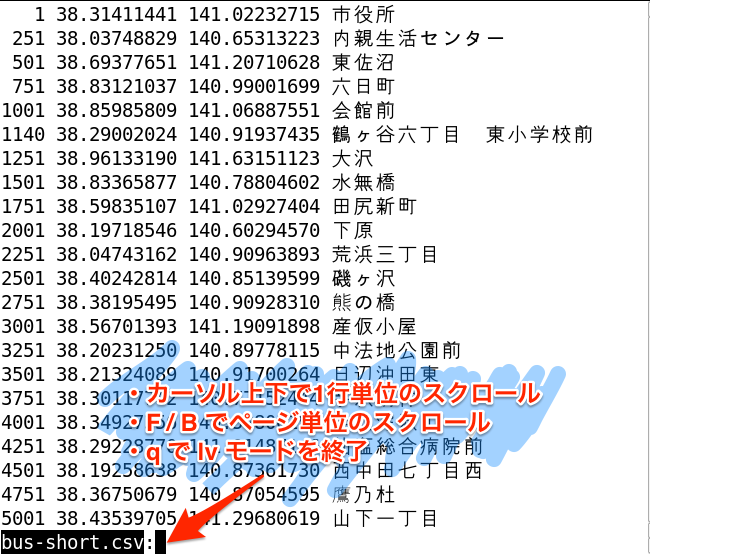 1 38.31411441 141.02232715 市役所
251 38.03748829 140.65313223 内親生活センター
501 38.69377651 141.20710628 東佐沼
751 38.83121037 140.99001699 六日町
1001 38.85985809 141.06887551 会館前
1140 38.29002024 140.91937435 鶴ヶ谷六丁目 東小学校前
1251 38.96133190 141.63151123 大沢
1501 38.83365877 140.78804602 水無橋
1751 38.59835107 141.02927404 田尻新町
2001 38.19718546 140.60294570 下原
2251 38.04743162 140.90963893 荒浜三丁目
2501 38.40242814 140.85139599 磯ヶ沢
2751 38.38195495 140.90928310 熊の橋
3001 38.56701393 141.19091898 産仮小屋
3251 38.20231250 140.89778115 中法地公園前
3501 38.21324089 140.91700264 日辺沖田東
3751
・カーソル上下で1行単位のスクロール
4001
・F / B でページ単位のスクロール
4251 総合病院前
・q で lv モードを終了
4501 38.19258638 140.87361730 西中田七丁目西
4751 38.36750679 140.87054595 鷹乃杜
5001 38.43539705 141.29680619 山下一丁目
bus-short.csv: